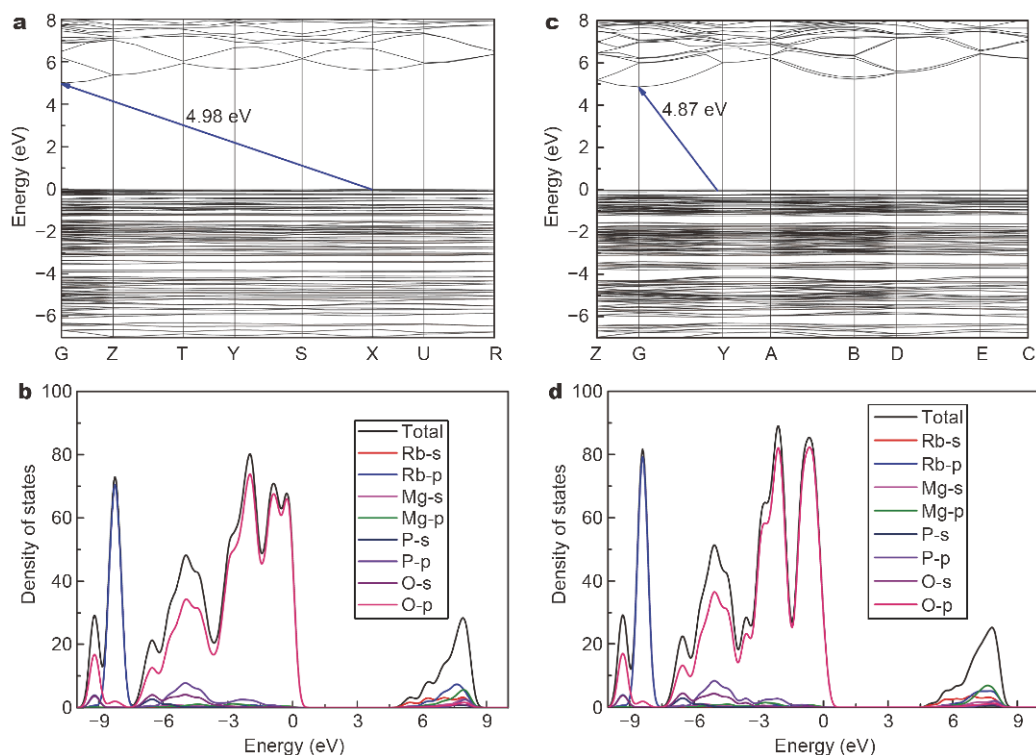 a
8
6
4
2
0
−2
−4
−6
Energy (eV)
4.98 eV
G Z T Y S X U R
c
8
6
4
2
0
−2
−4
−6
Energy (eV)
4.87 eV
Z G Y A B D E C
b
100
80
60
40
20
0
Density of states
Total
Rb-s
Rb-p
Mg-s
Mg-p
P-s
P-p
O-s
O-p
−9 −6 −3 0 3 6 9
Energy (eV)
d
100
80
60
40
20
0
Density of states
Total
Rb-s
Rb-p
Mg-s
Mg-p
P-s
P-p
O-s
O-p
−9 −6 −3 0 3 6 9
Energy (eV)